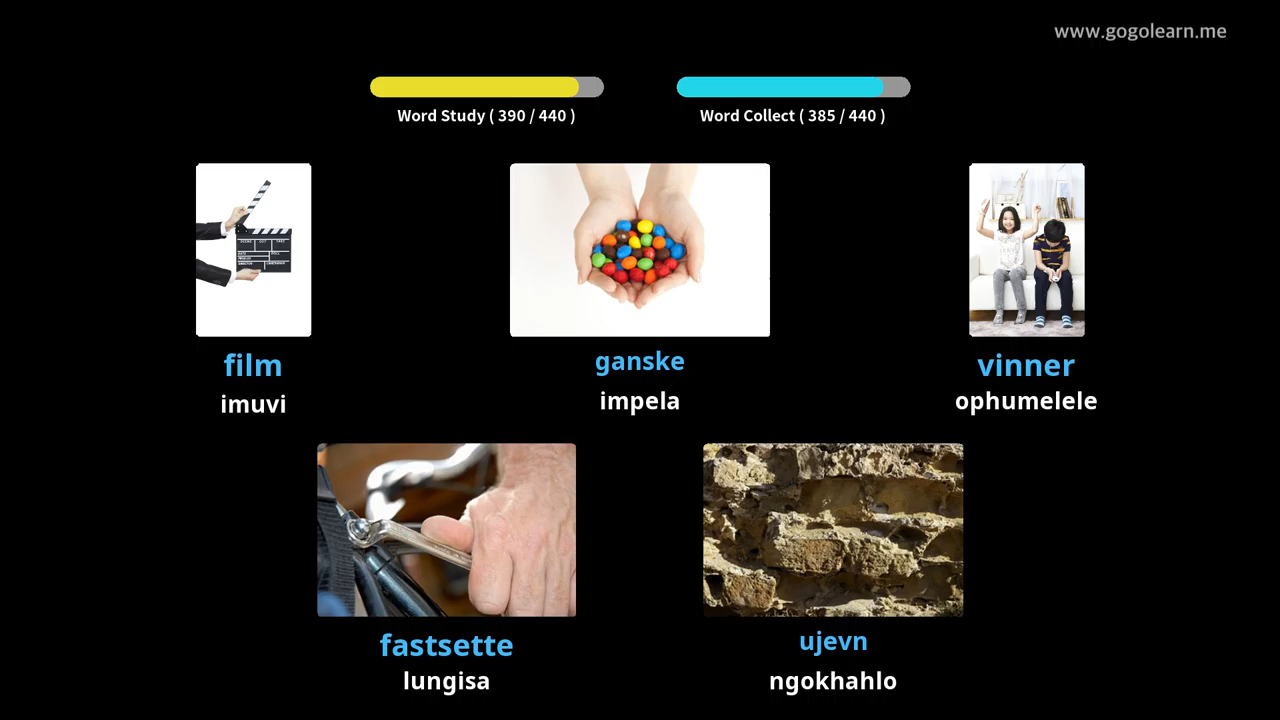 www.gogolearn.me
Word Study ( 390 / 440 )
Word Collect ( 385 / 440 )
film
imuvi
ganske
impela
vinner
ophumelele
fastsette
lungisa
ujevn
ngokhahlo